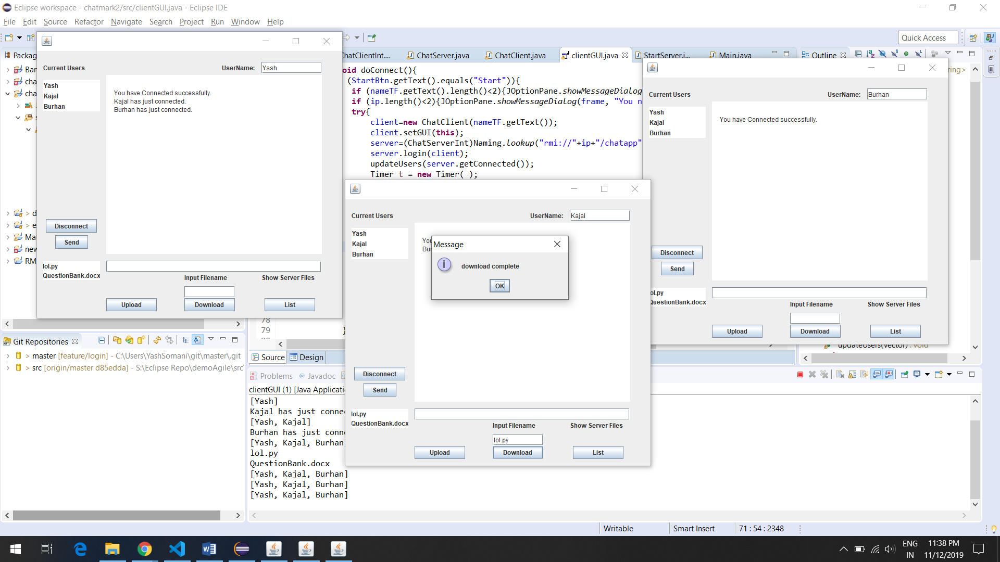 Eclipse workspace - chatmark2/src/clientGUI.java - Eclipse IDE
File Edit Source Refactor Navigate Search Project Run Window Help
Quick Access
Packag
Ban
cha
cha
Mat
new
RM
Current Users
UserName: Yash
Yash
Kajal
Burhan
You have Connected successfully.
Kajal has just connected.
Burhan has just connected.
Disconnect
Send
lol.py
QuestionBank.docx
Input Filename
Show Server Files
Upload
Download
List
ChatClientInt....
ChatServer.java
ChatClient.java
clientGUI.java
StartServer.j...
Main.java
oid doConnect(){
(StartBtn.getText().equals("Start")){
if (nameTF.getText().length()<2){JOptionPane.showMessageDialog
if (ip.length()<2){JOptionPane.showMessageDialog(frame, "You n
try{
client=new ChatClient(nameTF.getText());
client.setGUI(this);
server=(ChatServerInt)Naming.lookup("rmi://"+ip+"/chatapp"
server.login(client);
updateUsers(server.getConnected());
Timer t = new Timer( );
78
79
}
Source
Design
Outline
ring>
updateUsers(Vector) : void
Current Users
UserName: Burhan
Yash
Kajal
Burhan
You have Connected successfully.
Disconnect
Send
ol.py
QuestionBank.docx
Input Filename
Show Server Files
Upload
Download
List
Current Users
UserName: Kajal
Yash
Kajal
Burhan
You
Bur
Message
download complete
OK
Disconnect
Send
lol.py
QuestionBank.docx
Input Filename
Show Server Files
lol.py
Upload
Download
List
Git Repositories
> master [feature/login] - C:\Users\YashSomani\git\master\.git
> src [origin/master d85edda] - S:\Eclipse Repo\demoAgile\src
Problems
@ Javadoc
clientGUI (1) [Java Applicati
[Yash]
Kajal has just conne
[Yash, Kajal]
Burhan has just conn
[Yash, Kajal, Burhan
lol.py
QuestionBank.docx
[Yash, Kajal, Burhan]
[Yash, Kajal, Burhan]
[Yash, Kajal, Burhan]
Writable
Smart Insert
71 : 54 : 2348
ENG
IN
11:38 PM
11/12/2019